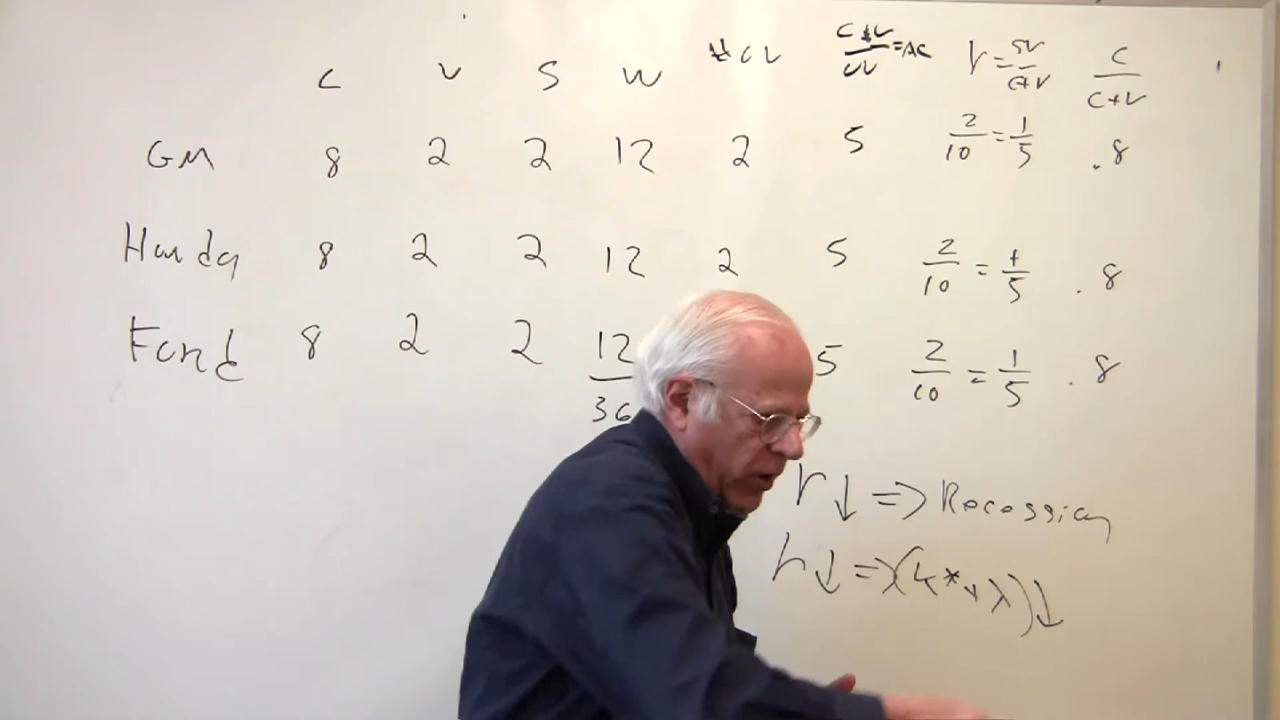 C V S W # CV C+V/UV=AC r=SV/C+V C/C+V
GM 8 2 2 12 2 5 2/10=1/5 .8
Honda 8 2 2 12 2 5 2/10=1/5 .8
Ford 8 2 2 12 5 2/10=1/5 .8
36
r↓ => Recession
r↓ =>